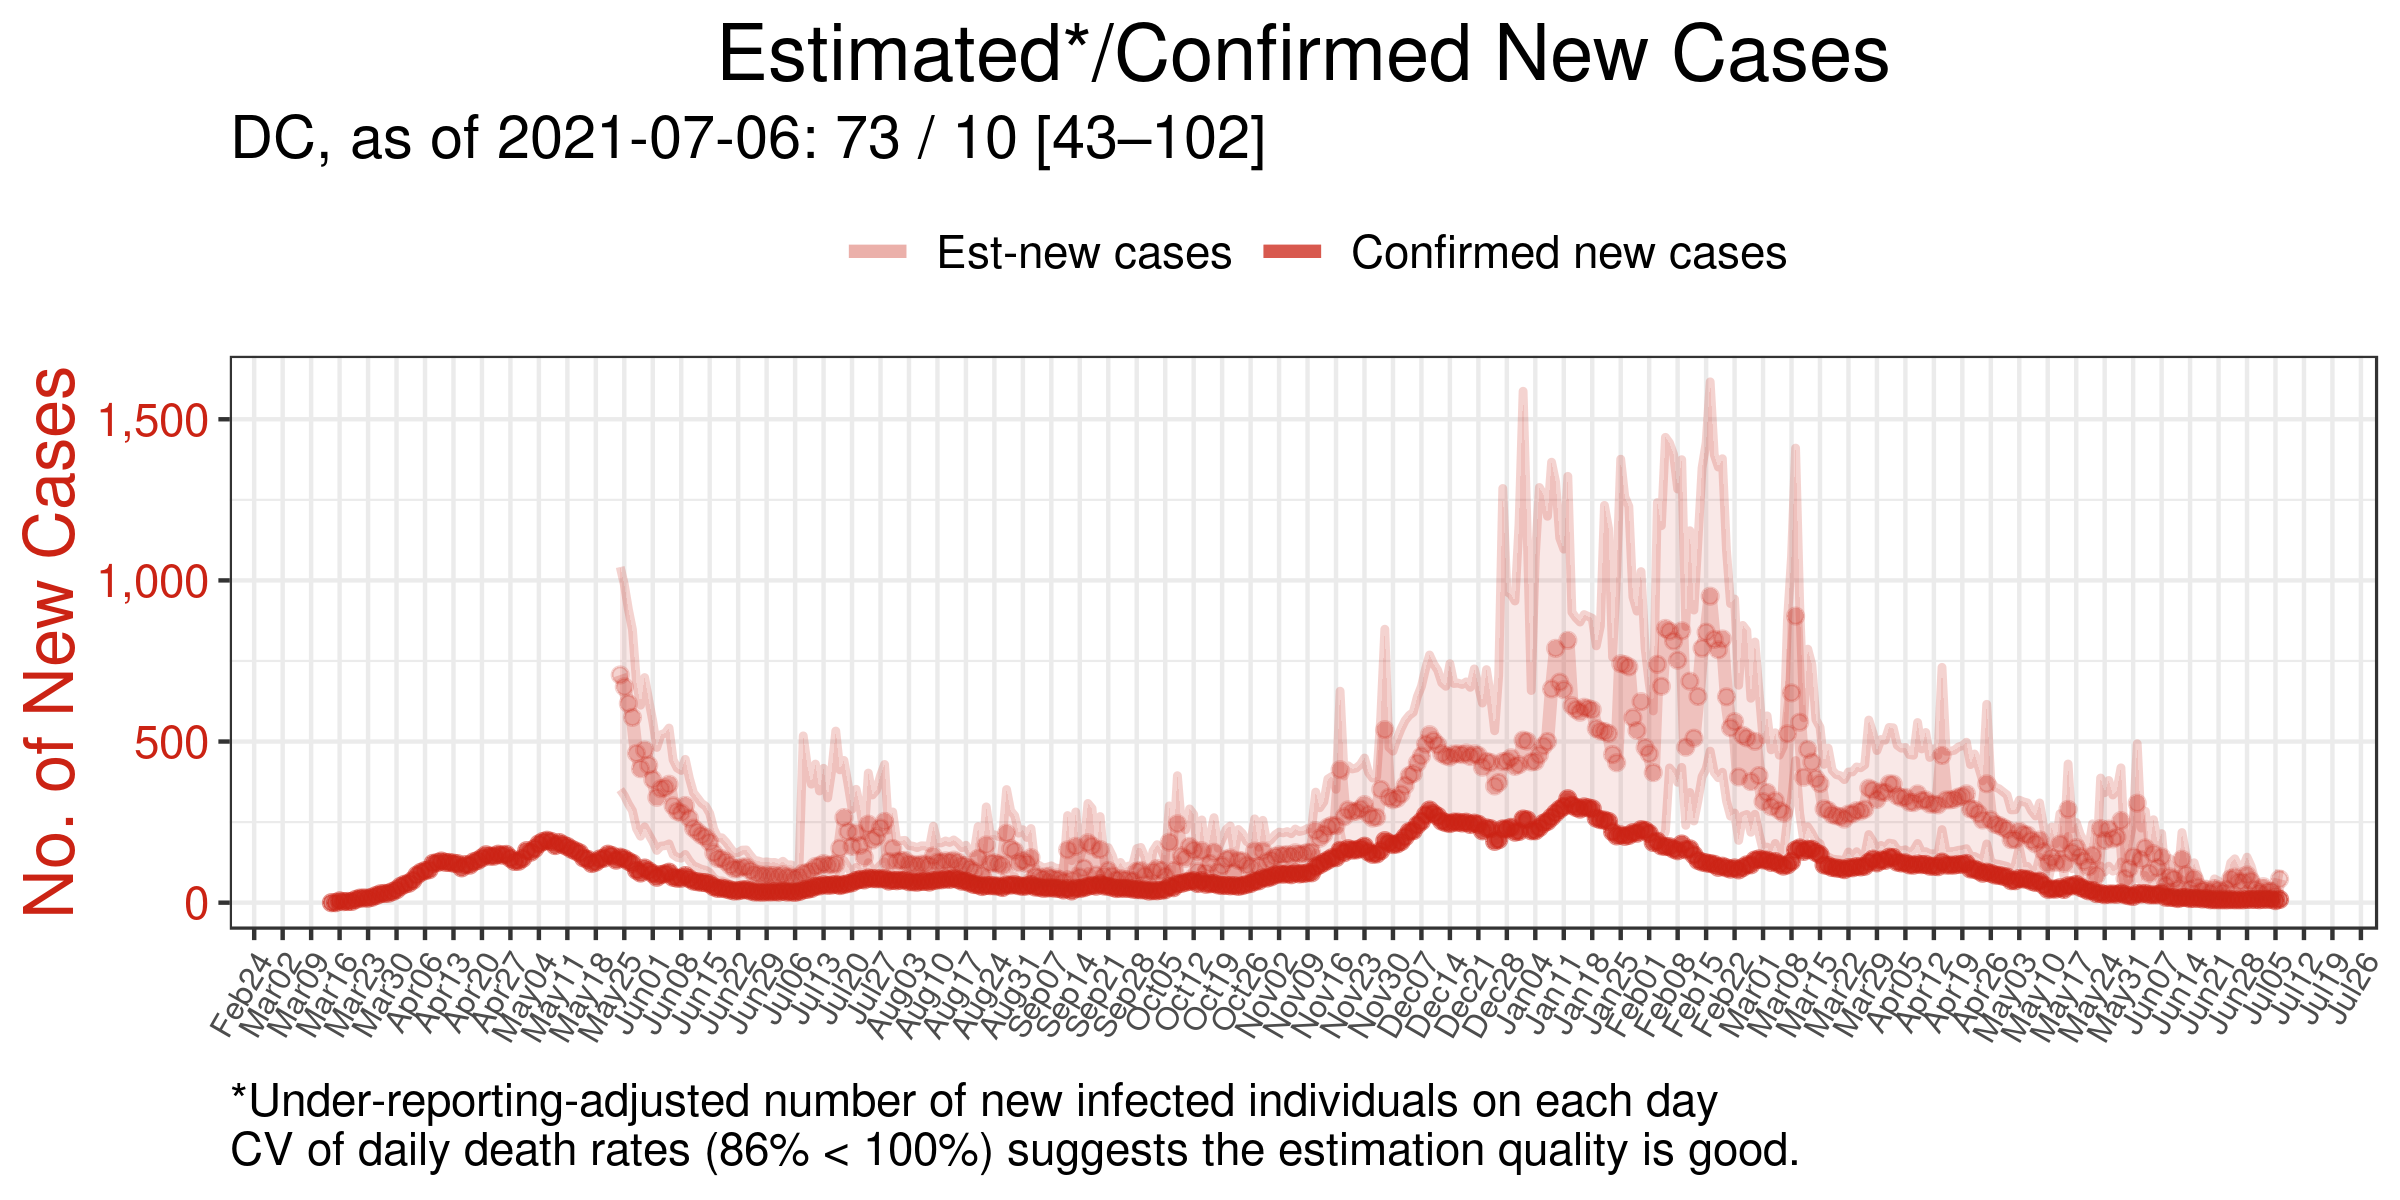 Estimated*/Confirmed New Cases
DC, as of 2021-07-06: 73 / 10 [43–102]
Est-new cases Confirmed new cases
No. of New Cases
1,500
1,000
500
0
Feb24 Mar02 Mar09 Mar16 Mar23 Mar30 Apr06 Apr13 Apr20 Apr27 May04 May11 May18 May25 Jun01 Jun08 Jun15 Jun22 Jun29 Jul06 Jul13 Jul20 Jul27 Aug03 Aug10 Aug17 Aug24 Aug31 Sep07 Sep14 Sep21 Sep28 Oct05 Oct12 Oct19 Oct26 Nov02 Nov09 Nov16 Nov23 Nov30 Dec07 Dec14 Dec21 Dec28 Jan04 Jan11 Jan18 Jan25 Feb01 Feb08 Feb15 Feb22 Mar01 Mar08 Mar15 Mar22 Mar29 Apr05 Apr12 Apr19 Apr26 May03 May10 May17 May24 May31 Jun07 Jun14 Jun21 Jun28 Jul05 Jul12 Jul19 Jul26
*Under-reporting-adjusted number of new infected individuals on each day
CV of daily death rates (86% < 100%) suggests the estimation quality is good.